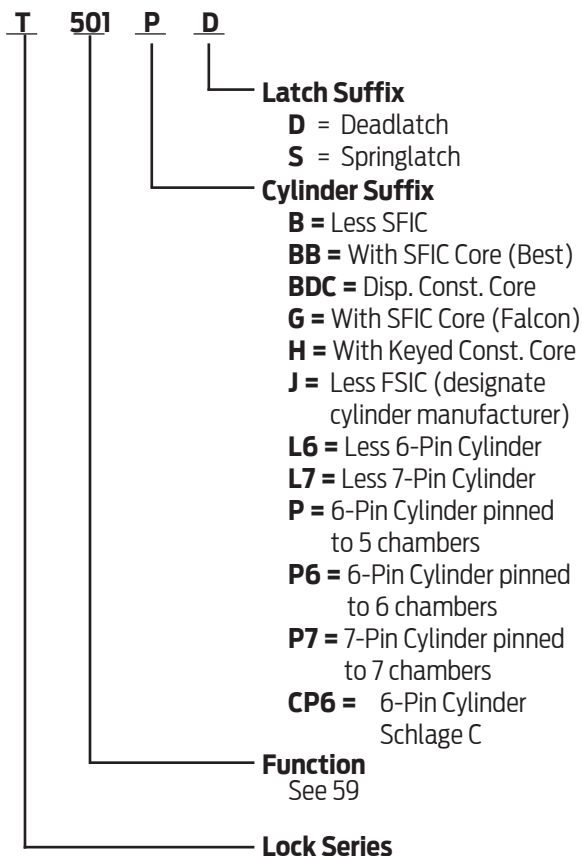 T 501 P D
Latch Suffix
D = Deadlatch
S = Springlatch
Cylinder Suffix
B = Less SFIC
BB = With SFIC Core (Best)
BDC = Disp. Const. Core
G = With SFIC Core (Falcon)
H = With Keyed Const. Core
J = Less FSIC (designate
cylinder manufacturer)
L6 = Less 6-Pin Cylinder
L7 = Less 7-Pin Cylinder
P = 6-Pin Cylinder pinned
to 5 chambers
P6 = 6-Pin Cylinder pinned
to 6 chambers
P7 = 7-Pin Cylinder pinned
to 7 chambers
CP6 = 6-Pin Cylinder
Schlage C
Function
See 59
Lock Series